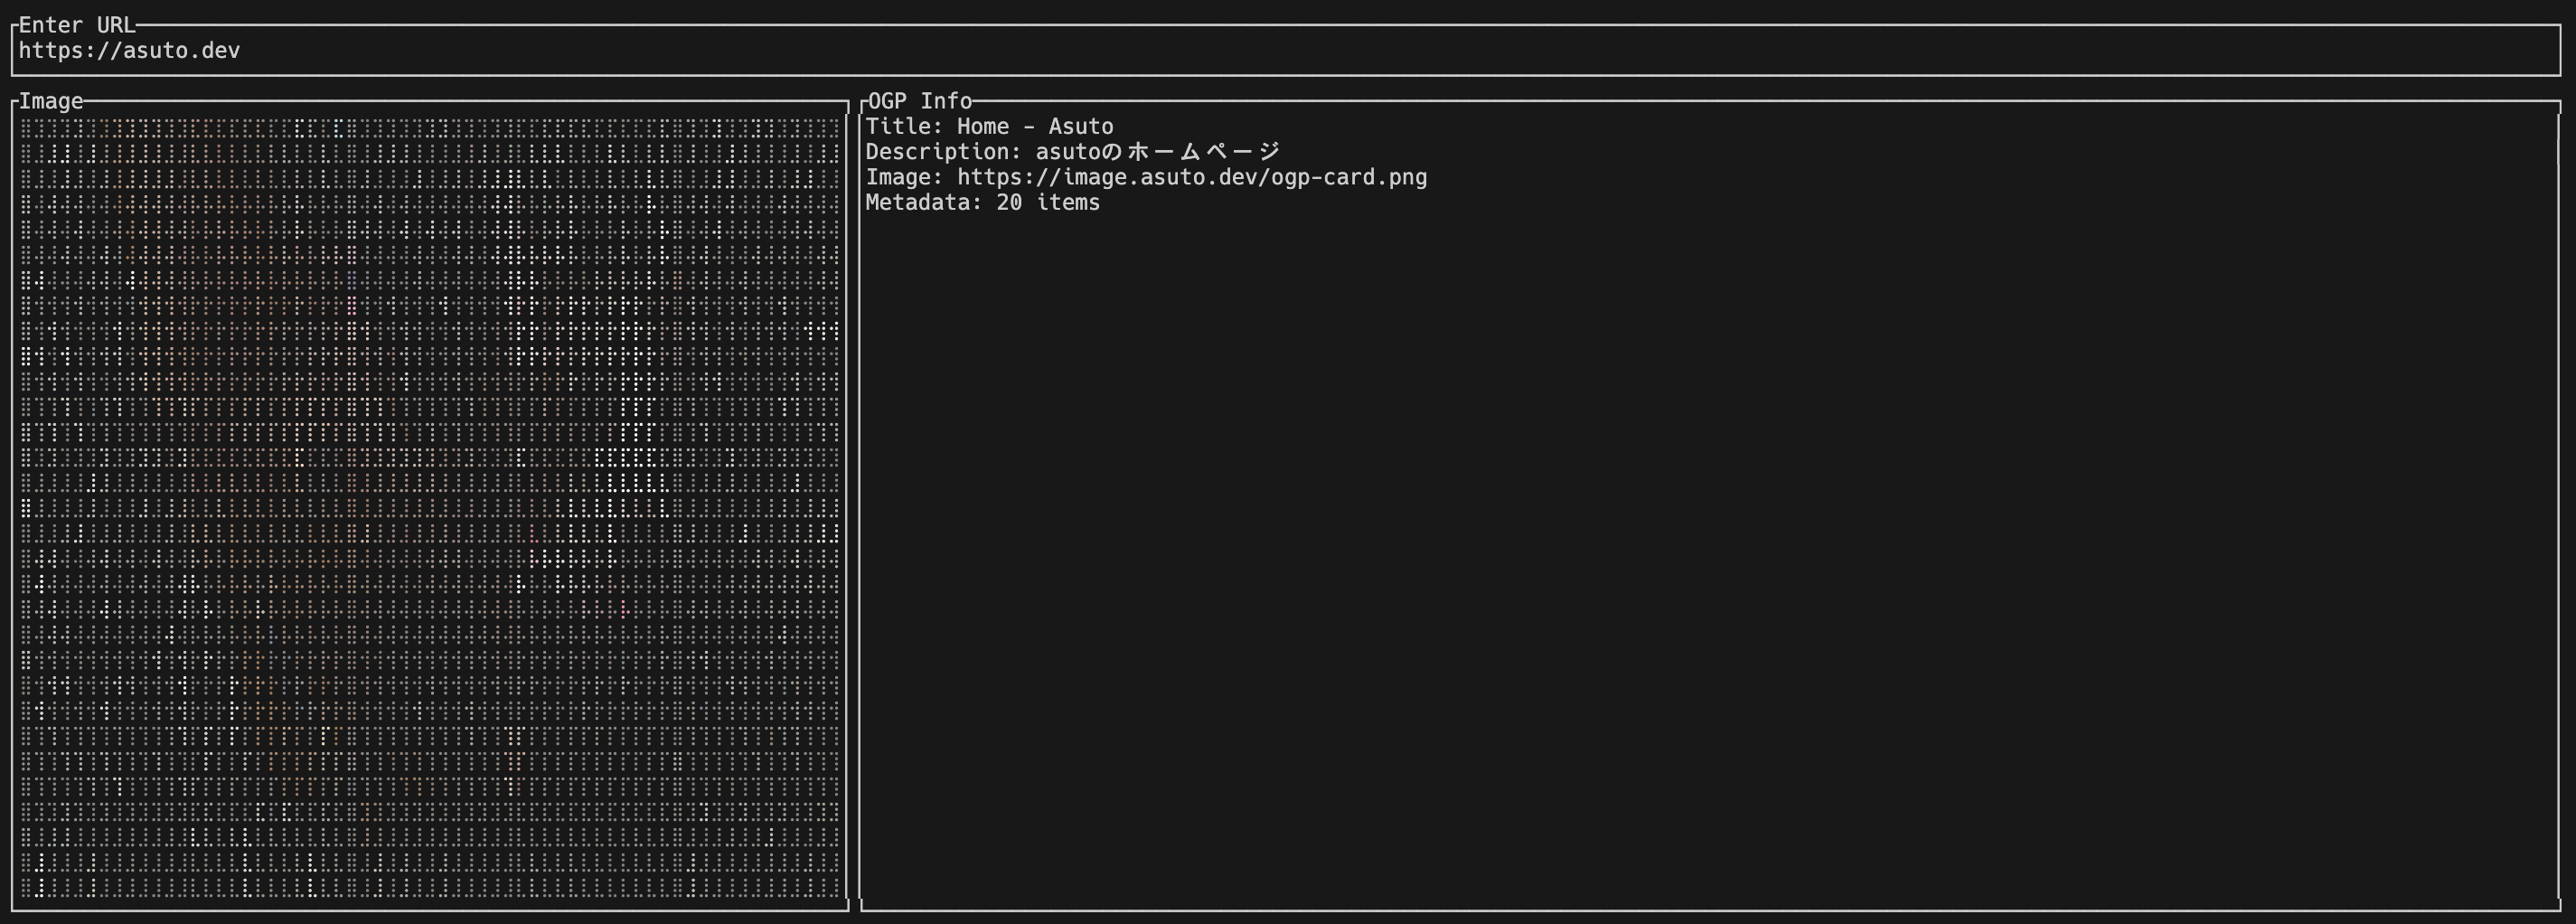 Enter URL
https://asuto.dev
Image
OGP Info
Title: Home - Asuto
Description: asutoのホームページ
Image: https://image.asuto.dev/ogp-card.png
Metadata: 20 items